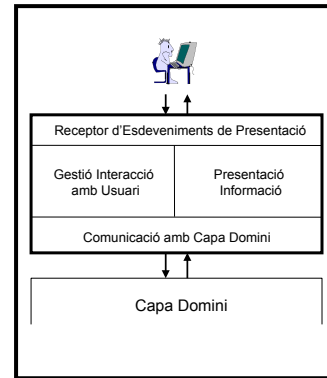 Receptor d'Esdeveniments de Presentació
Gestió Interacció
amb Usuari
Presentació
Informació
Comunicació amb Capa Domini
Capa Domini